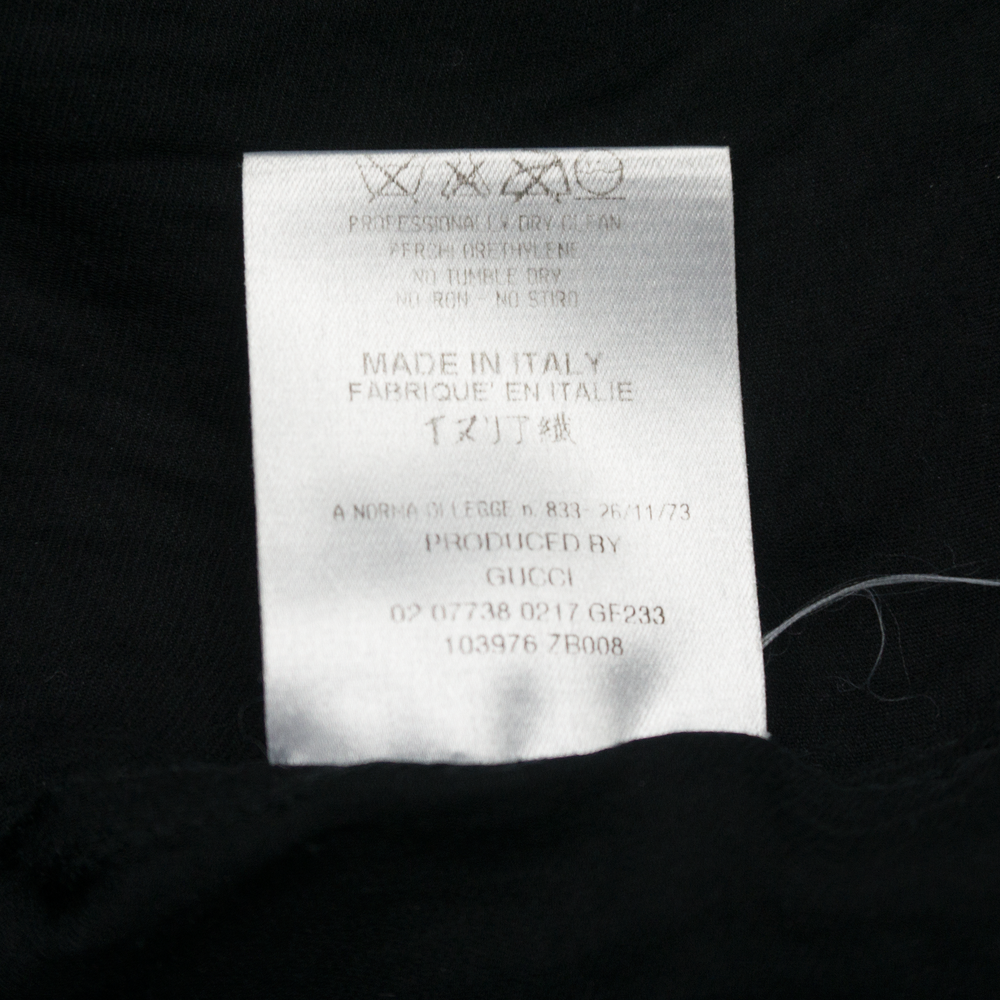 PROFESSIONALLY DRY CLEAN
PERCHLORETHYLENE
NO TUMBLE DRY
NO IRON - NO STIRO
MADE IN ITALY
FABRIQUE' EN ITALIE
イタリア製
A NORMA DI LEGGE n. 833- 26/11/73
PRODUCED BY
GUCCI
02 07738 0217 GF233
103976 ZB008